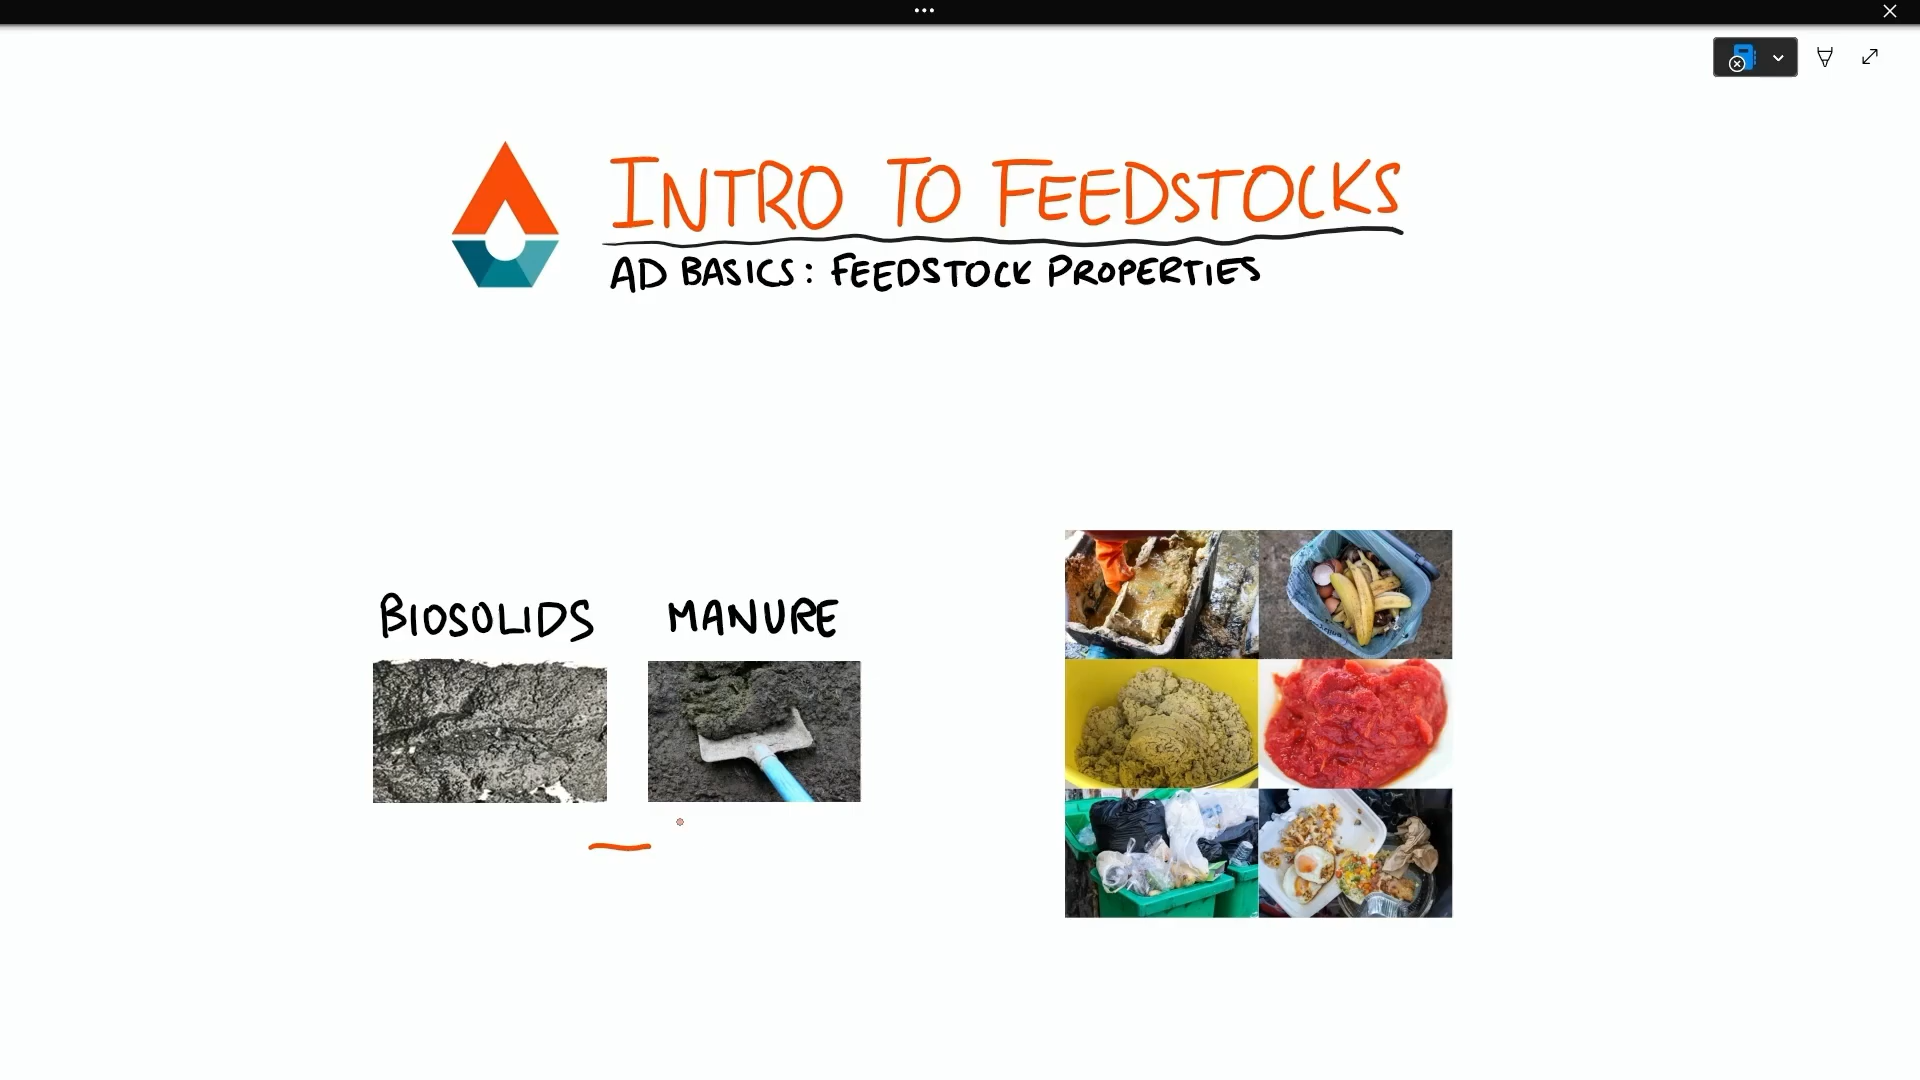 INTRO TO FEEDSTOCKS
AD BASICS: FEEDSTOCK PROPERTIES
BIOSOLIDS
MANURE